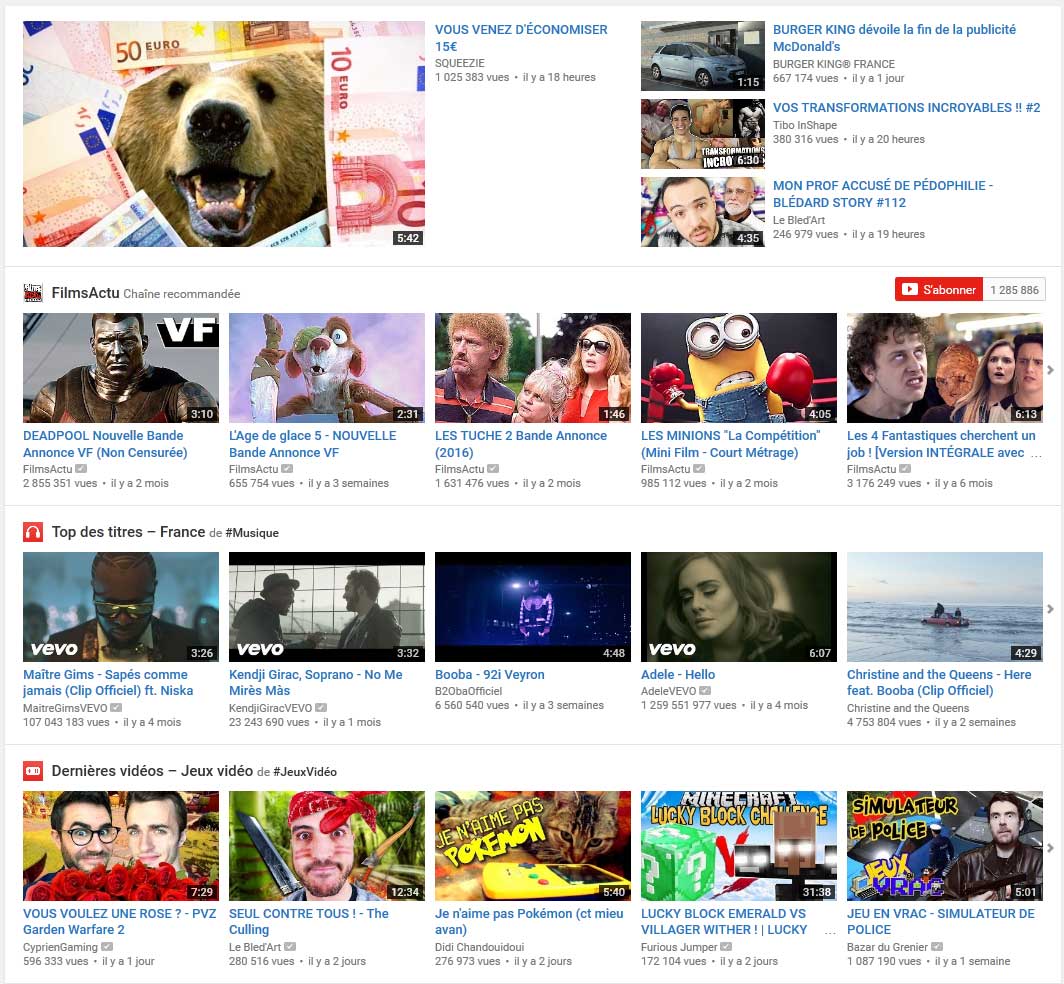 50 EURO
10 EURO
5:42
VOUS VENEZ D'ÉCONOMISER
15€
SQUEEZIE
1 025 383 vues • il y a 18 heures
1:15
BURGER KING dévoile la fin de la publicité
McDonald's
BURGER KING® FRANCE
667 174 vues • il y a 1 jour
TRANSFORMATIONS
INCRO
6:30
VOS TRANSFORMATIONS INCROYABLES !! #2
Tibo InShape
380 316 vues • il y a 20 heures
4:35
MON PROF ACCUSÉ DE PÉDOPHILIE -
BLÉDARD STORY #112
Le Bled'Art
246 979 vues • il y a 19 heures
FilmsActu Chaîne recommandée
S'abonner 1 285 886
VF
3:10
2:31
1:46
4:05
6:13
DEADPOOL Nouvelle Bande
Annonce VF (Non Censurée)
FilmsActu
2 855 351 vues • il y a 2 mois
L'Age de glace 5 - NOUVELLE
Bande Annonce VF
FilmsActu
655 754 vues • il y a 3 semaines
LES TUCHE 2 Bande Annonce
(2016)
FilmsActu
1 631 476 vues • il y a 2 mois
LES MINIONS "La Compétition"
(Mini Film - Court Métrage)
FilmsActu
985 112 vues • il y a 2 mois
Les 4 Fantastiques cherchent un
job ! [Version INTÉGRALE avec ...
FilmsActu
3 176 249 vues • il y a 6 mois
Top des titres – France de #Musique
vevo
3:26
vevo
3:32
4:48
vevo
6:07
4:29
Maître Gims - Sapés comme
jamais (Clip Officiel) ft. Niska
MaitreGimsVEVO
107 043 183 vues • il y a 4 mois
Kendji Girac, Soprano - No Me
Mirès Màs
KendjiGiracVEVO
23 243 690 vues • il y a 1 mois
Booba - 92i Veyron
B2ObaOfficiel
6 560 540 vues • il y a 3 semaines
Adele - Hello
AdeleVEVO
1 259 551 977 vues • il y a 4 mois
Christine and the Queens - Here
feat. Booba (Clip Officiel)
Christine and the Queens
4 753 804 vues • il y a 2 semaines
Dernières vidéos – Jeux vidéo de #JeuxVidéo
7:29
12:34
JE N'AIME PAS
POKEMON
5:40
MINECRAFT
LUCKY BLOCK CHALLENGE
31:38
SIMULATEUR
DE POLICE
JEUX
VRAC
5:01
VOUS VOULEZ UNE ROSE ? - PVZ
Garden Warfare 2
CyprienGaming
596 333 vues • il y a 1 jour
SEUL CONTRE TOUS ! - The
Culling
Le Bled'Art
280 516 vues • il y a 2 jours
Je n'aime pas Pokémon (ct mieu
avan)
Didi Chandouidoui
276 973 vues • il y a 2 jours
LUCKY BLOCK EMERALD VS
VILLAGER WITHER ! | LUCKY ...
Furious Jumper
172 104 vues • il y a 2 jours
JEU EN VRAC - SIMULATEUR DE
POLICE
Bazar du Grenier
1 087 190 vues • il y a 1 semaine